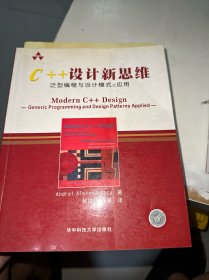 C++设计新思维
泛型编程与设计模式之应用
Modern C++ Design
Generic Programming and Design Patterns Applied
Andrei Alexandrescu 著
译
华中科技大学出版社